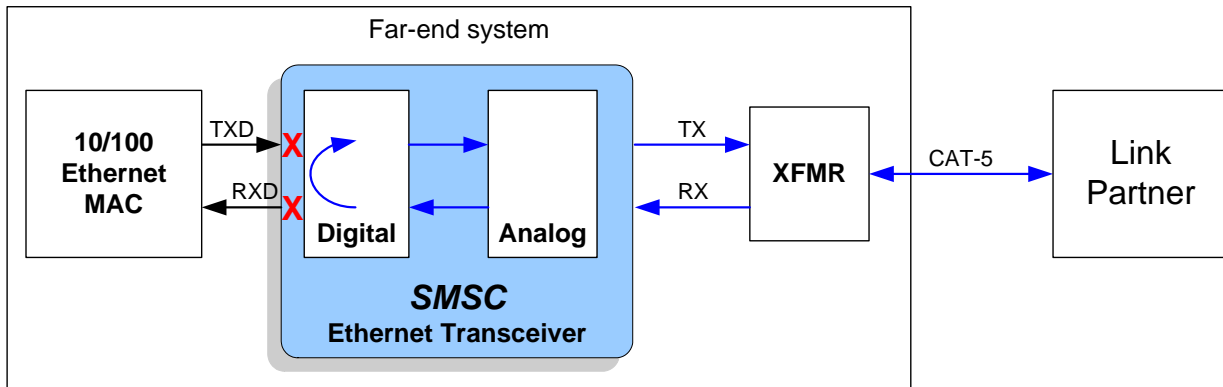 Far-end system
10/100
Ethernet
MAC
TXD
RXD
X
X
Digital
Analog
SMSC
Ethernet Transceiver
TX
RX
XFMR
CAT-5
Link
Partner